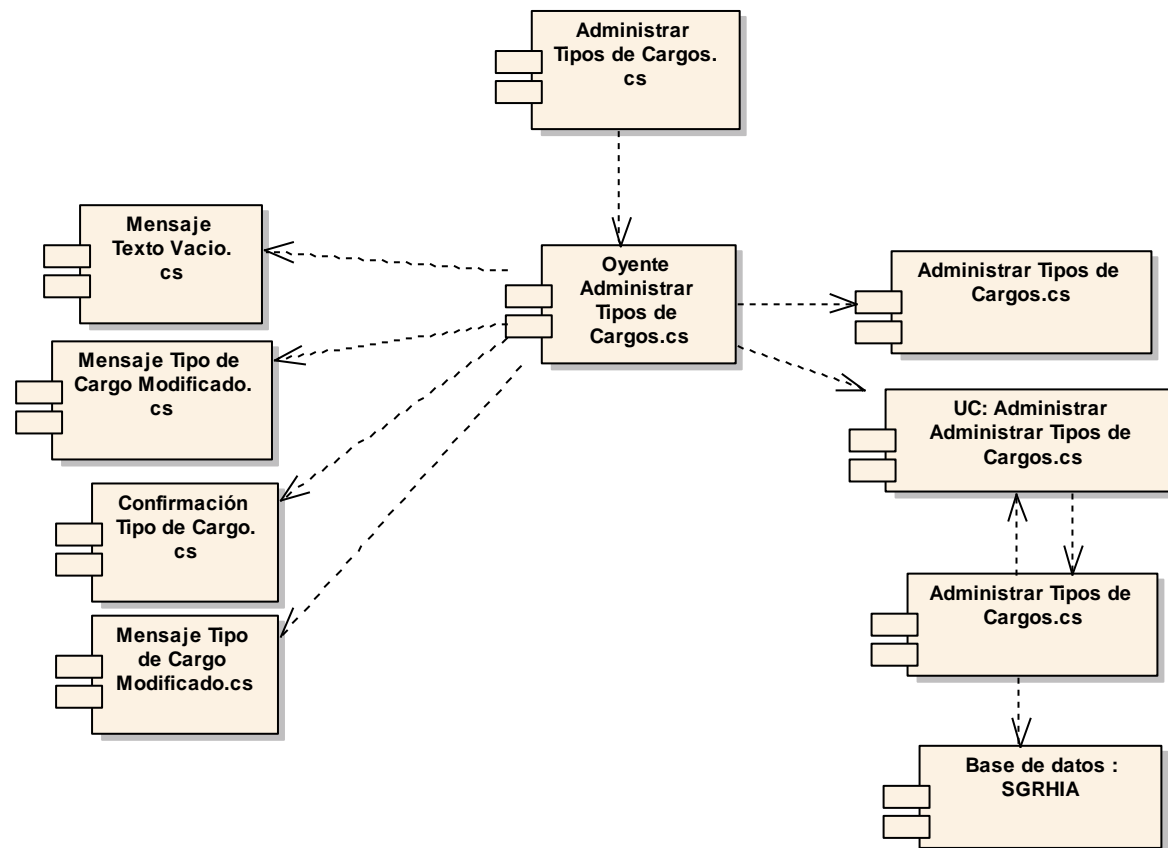 Administrar
Tipos de Cargos.
cs
Mensaje
Texto Vacio.
cs
Oyente
Administrar
Tipos de
Cargos.cs
Administrar Tipos de
Cargos.cs
Mensaje Tipo de
Cargo Modificado.
cs
UC: Administrar
Administrar Tipos de
Cargos.cs
Confirmación
Tipo de Cargo.
cs
Administrar Tipos de
Cargos.cs
Mensaje Tipo
de Cargo
Modificado.cs
Base de datos :
SGRHIA